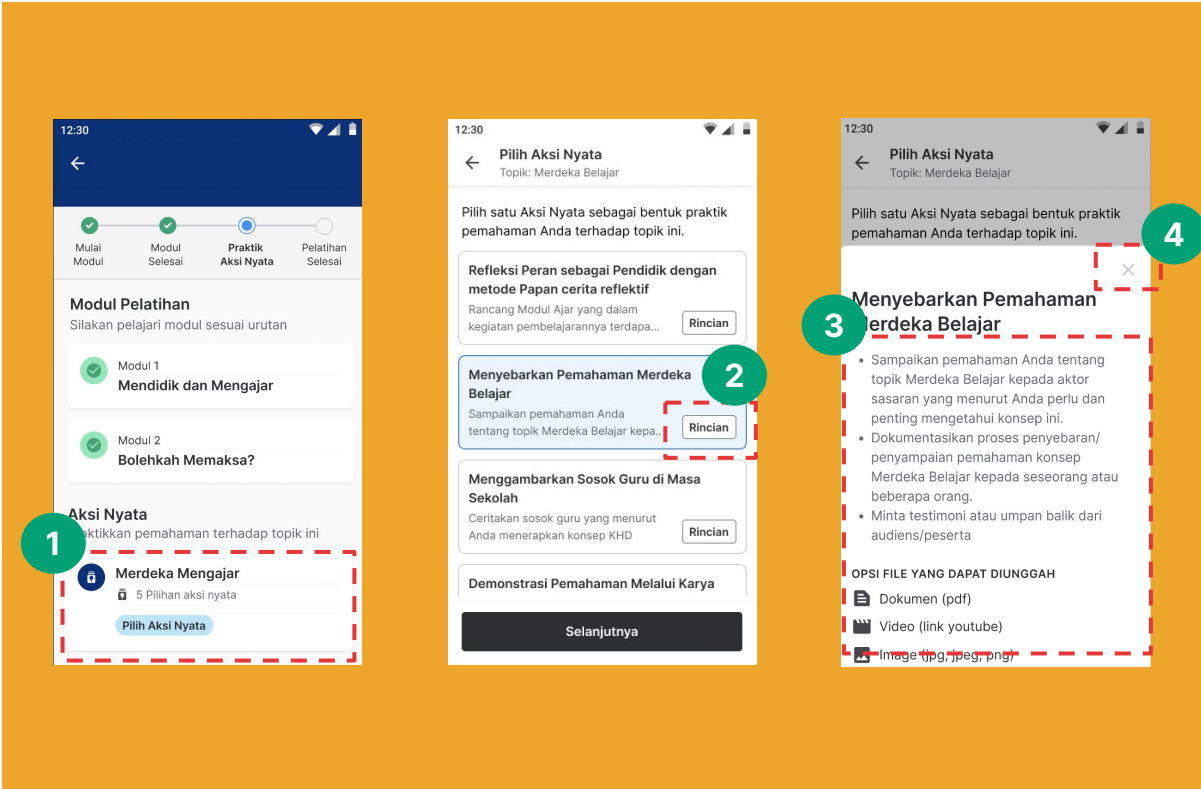 12:30
Mulai Modul
Modul Selesai
Praktik Aksi Nyata
Pelatihan Selesai
Modul Pelatihan
Silakan pelajari modul sesuai urutan
Modul 1
Mendidik dan Mengajar
Modul 2
Bolehkah Memaksa?
Aksi Nyata
aktikkan pemahaman terhadap topik ini
1
Merdeka Mengajar
5 Pilihan aksi nyata
Pilih Aksi Nyata
12:30
Pilih Aksi Nyata
Topik: Merdeka Belajar
Pilih satu Aksi Nyata sebagai bentuk praktik
pemahaman Anda terhadap topik ini.
Refleksi Peran sebagai Pendidik dengan
metode Papan cerita reflektif
Rancang Modul Ajar yang dalam
kegiatan pembelajarannya terdapa...
Rincian
2
Menyebarkan Pemahaman Merdeka
Belajar
Sampaikan pemahaman Anda
tentang topik Merdeka Belajar kepa..
Rincian
Menggambarkan Sosok Guru di Masa
Sekolah
Ceritakan sosok guru yang menurut
Anda menerapkan konsep KHD
Rincian
Demonstrasi Pemahaman Melalui Karya
Selanjutnya
12:30
Pilih Aksi Nyata
Topik: Merdeka Belajar
Pilih satu Aksi Nyata sebagai bentuk praktik
pemahaman Anda terhadap topik ini.
4
Menyebarkan Pemahaman
Merdeka Belajar
3
• Sampaikan pemahaman Anda tentang
topik Merdeka Belajar kepada aktor
sasaran yang menurut Anda perlu dan
penting mengetahui konsep ini.
• Dokumentasikan proses penyebaran/
penyampaian pemahaman konsep
Merdeka Belajar kepada seseorang atau
beberapa orang.
• Minta testimoni atau umpan balik dari
audiens/peserta
OPSI FILE YANG DAPAT DIUNGGAH
Dokumen (pdf)
Video (link youtube)
Image (jpg, jpeg, png)